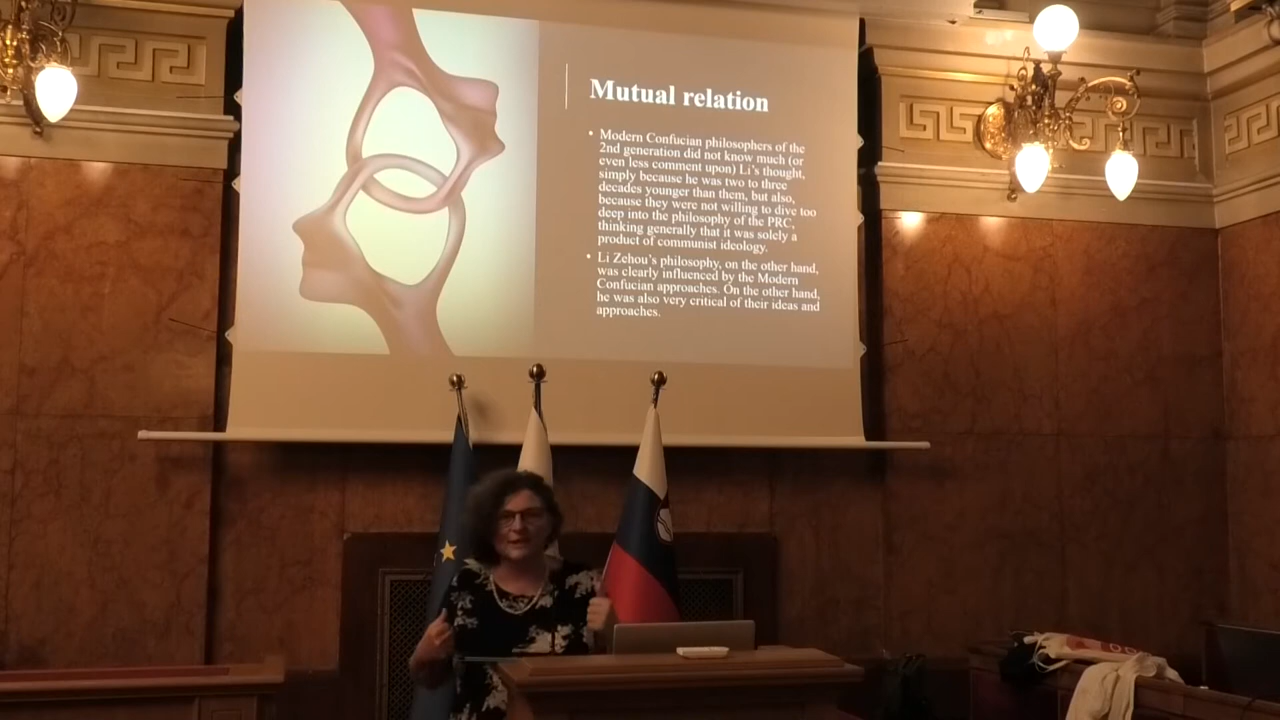 Mutual relation
• Modern Confucian philosophers of the
2nd generation did not know much (or
even less comment upon) Li's thought,
simply because he was two to three
decades younger than them, but also,
because they were not willing to dive too
deep into the philosophy of the PRC,
thinking generally that it was solely a
product of communist ideology.
• Li Zehou's philosophy, on the other hand,
was clearly influenced by the Modern
Confucian approaches. On the other hand,
he was also very critical of their ideas and
approaches.